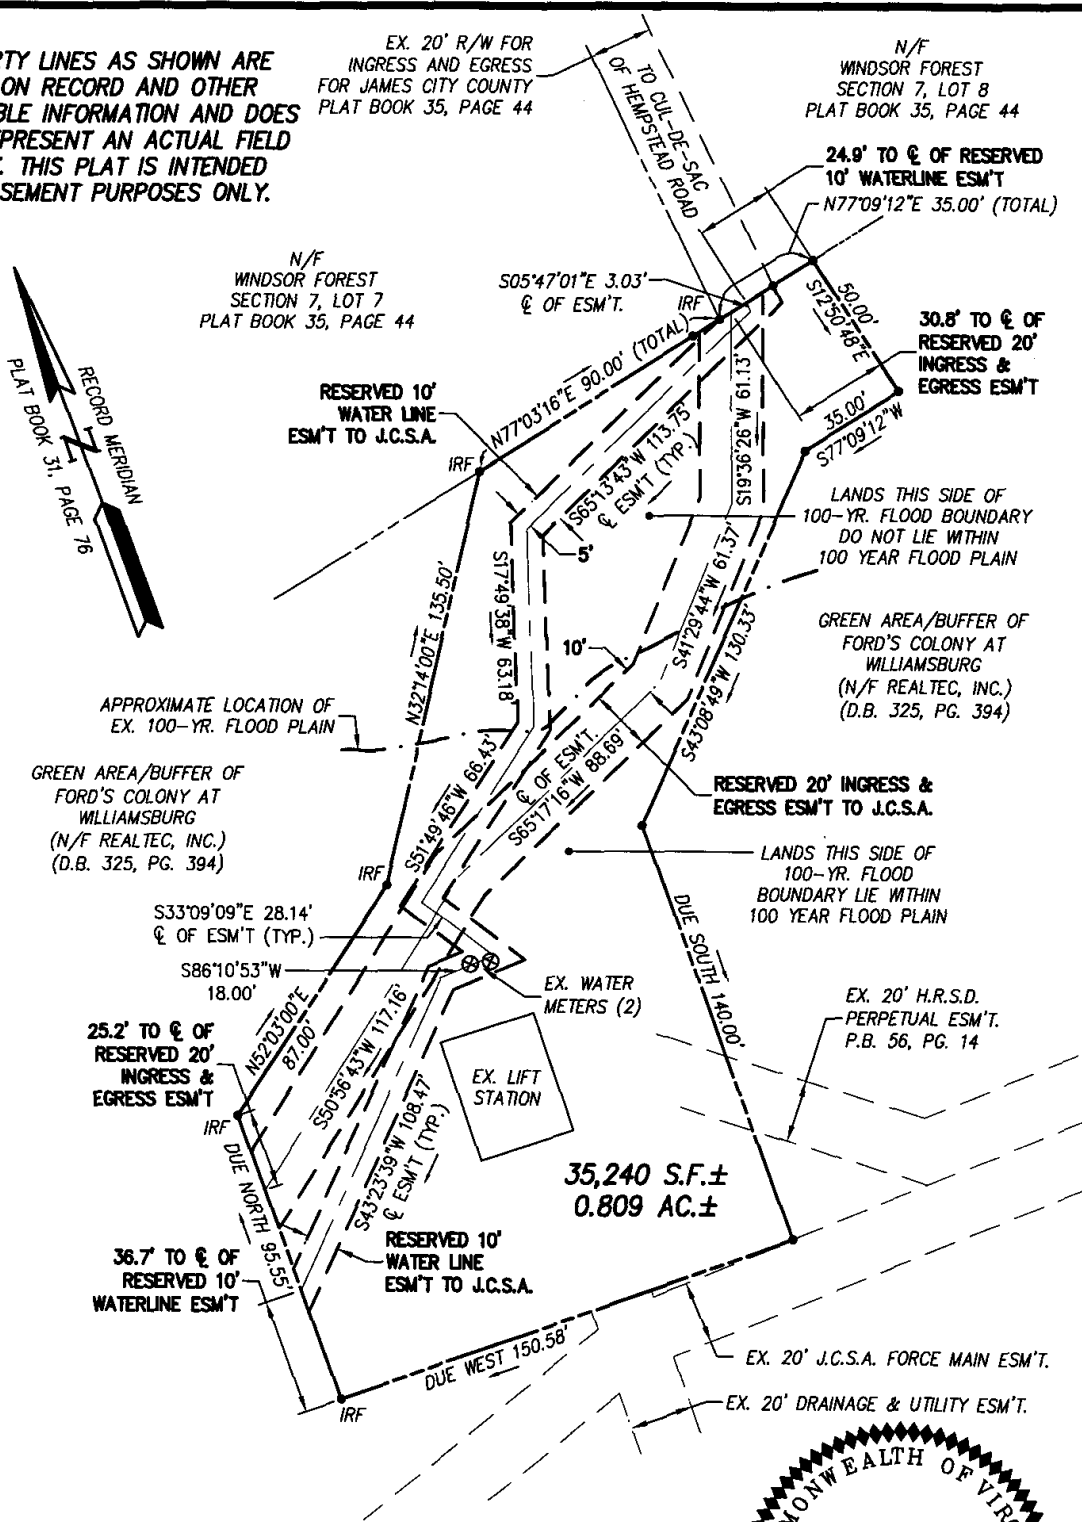 RTY LINES AS SHOWN ARE
ON RECORD AND OTHER
BLE INFORMATION AND DOES
PRESENT AN ACTUAL FIELD
. THIS PLAT IS INTENDED
SEMENT PURPOSES ONLY.
EX. 20' R/W FOR
INGRESS AND EGRESS
FOR JAMES CITY COUNTY
PLAT BOOK 35, PAGE 44
TO CUL-DE-SAC
OF HEMPSTEAD ROAD
N/F
WINDSOR FOREST
SECTION 7, LOT 8
PLAT BOOK 35, PAGE 44
24.9' TO ℄ OF RESERVED
10' WATERLINE ESM'T
N77°09'12"E 35.00' (TOTAL)
N/F
WINDSOR FOREST
SECTION 7, LOT 7
PLAT BOOK 35, PAGE 44
S05°47'01"E 3.03'
℄ OF ESM'T.
IRF
50.00'
S12°50'48"E
30.8' TO ℄ OF
RESERVED 20'
INGRESS &
EGRESS ESM'T
RECORD MERIDIAN
PLAT BOOK 31, PAGE 76
RESERVED 10'
WATER LINE
ESM'T TO J.C.S.A.
N77°03'16"E 90.00' (TOTAL)
IRF
S65°13'43"W 113.75'
℄ ESM'T (TYP.)
S19°36'26"W 61.13'
35.00'
S77°09'12"W
LANDS THIS SIDE OF
100-YR. FLOOD BOUNDARY
DO NOT LIE WITHIN
100 YEAR FLOOD PLAIN
5'
S17°49'38"W 63.18'
N32°14'00"E 135.50'
S41°29'44"W 61.37'
S43°08'49"W 130.33'
10'
GREEN AREA/BUFFER OF
FORD'S COLONY AT
WILLIAMSBURG
(N/F REALTEC, INC.)
(D.B. 325, PG. 394)
APPROXIMATE LOCATION OF
EX. 100-YR. FLOOD PLAIN
GREEN AREA/BUFFER OF
FORD'S COLONY AT
WILLIAMSBURG
(N/F REALTEC, INC.)
(D.B. 325, PG. 394)
S51°49'46"W 66.43'
℄ OF ESM'T.
S65°17'16"W 88.69'
RESERVED 20' INGRESS &
EGRESS ESM'T TO J.C.S.A.
LANDS THIS SIDE OF
100-YR. FLOOD
BOUNDARY LIE WITHIN
100 YEAR FLOOD PLAIN
IRF
S33°09'09"E 28.14'
℄ OF ESM'T (TYP.)
S86°10'53"W
18.00'
EX. WATER
METERS (2)
DUE SOUTH 140.00'
EX. 20' H.R.S.D.
PERPETUAL ESM'T.
P.B. 56, PG. 14
25.2' TO ℄ OF
RESERVED 20'
INGRESS &
EGRESS ESM'T
N52°03'00"E
87.00'
S50°56'43"W 117.16'
S43°23'39"W 108.47'
℄ ESM'T (TYP.)
EX. LIFT
STATION
IRF
DUE NORTH 95.55'
35,240 S.F.±
0.809 AC.±
36.7' TO ℄ OF
RESERVED 10'
WATERLINE ESM'T
RESERVED 10'
WATER LINE
ESM'T TO J.C.S.A.
DUE WEST 150.58'
IRF
EX. 20' J.C.S.A. FORCE MAIN ESM'T.
EX. 20' DRAINAGE & UTILITY ESM'T.
MONWEALTH OF VIRG